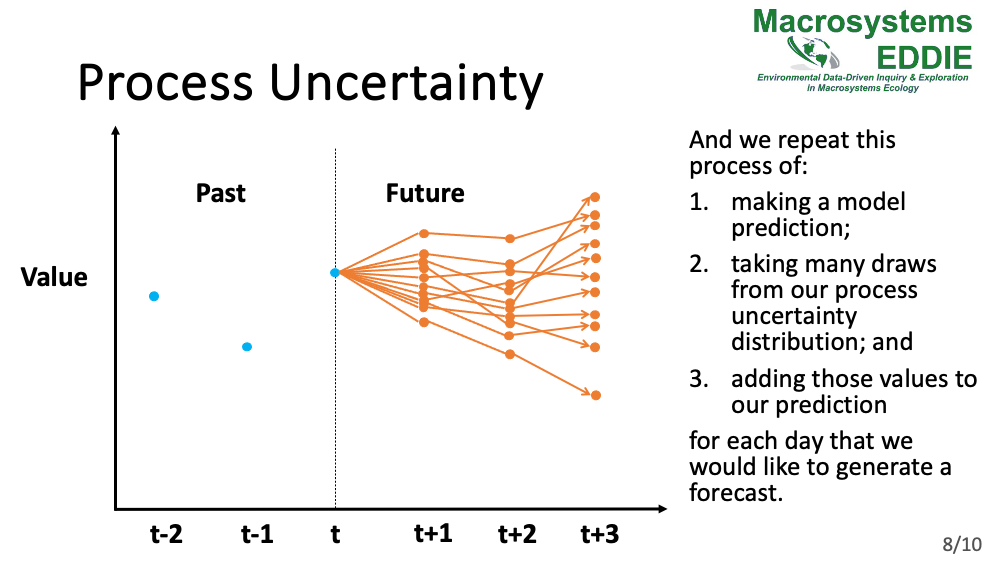 Macrosystems
EDDIE
Environmental Data-Driven Inquiry & Exploration
in Macrosystems Ecology
Process Uncertainty
Past
Future
Value
t-2
t-1
t
t+1
t+2
t+3
And we repeat this
process of:
1. making a model
prediction;
2. taking many draws
from our process
uncertainty
distribution; and
3. adding those values to
our prediction
for each day that we
would like to generate a
forecast.
8/10